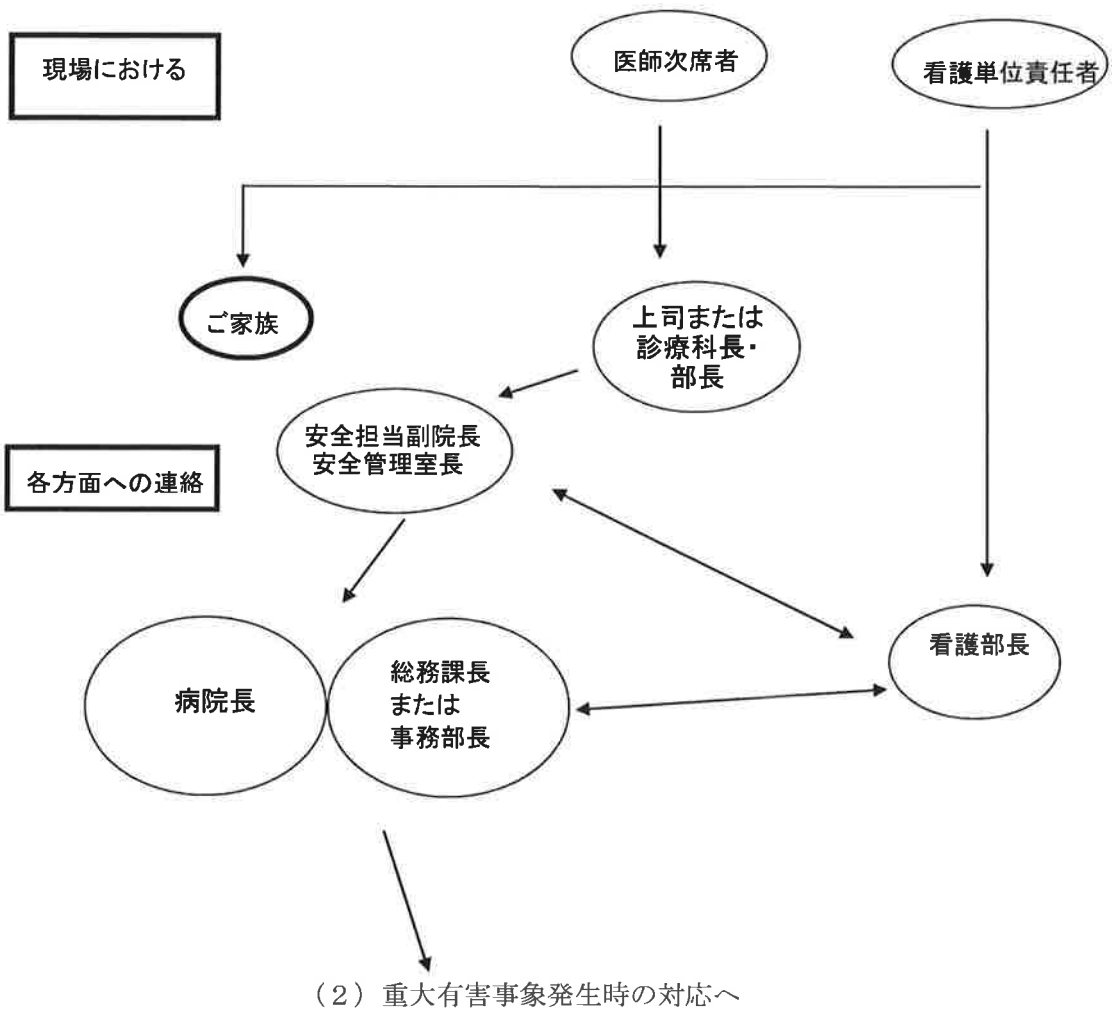 現場における
医師次席者
看護単位責任者
ご家族
上司または
診療科長・
部長
安全担当副院長
安全管理室長
各方面への連絡
病院長
総務課長
または
事務部長
看護部長
（２）重大有害事象発生時の対応へ